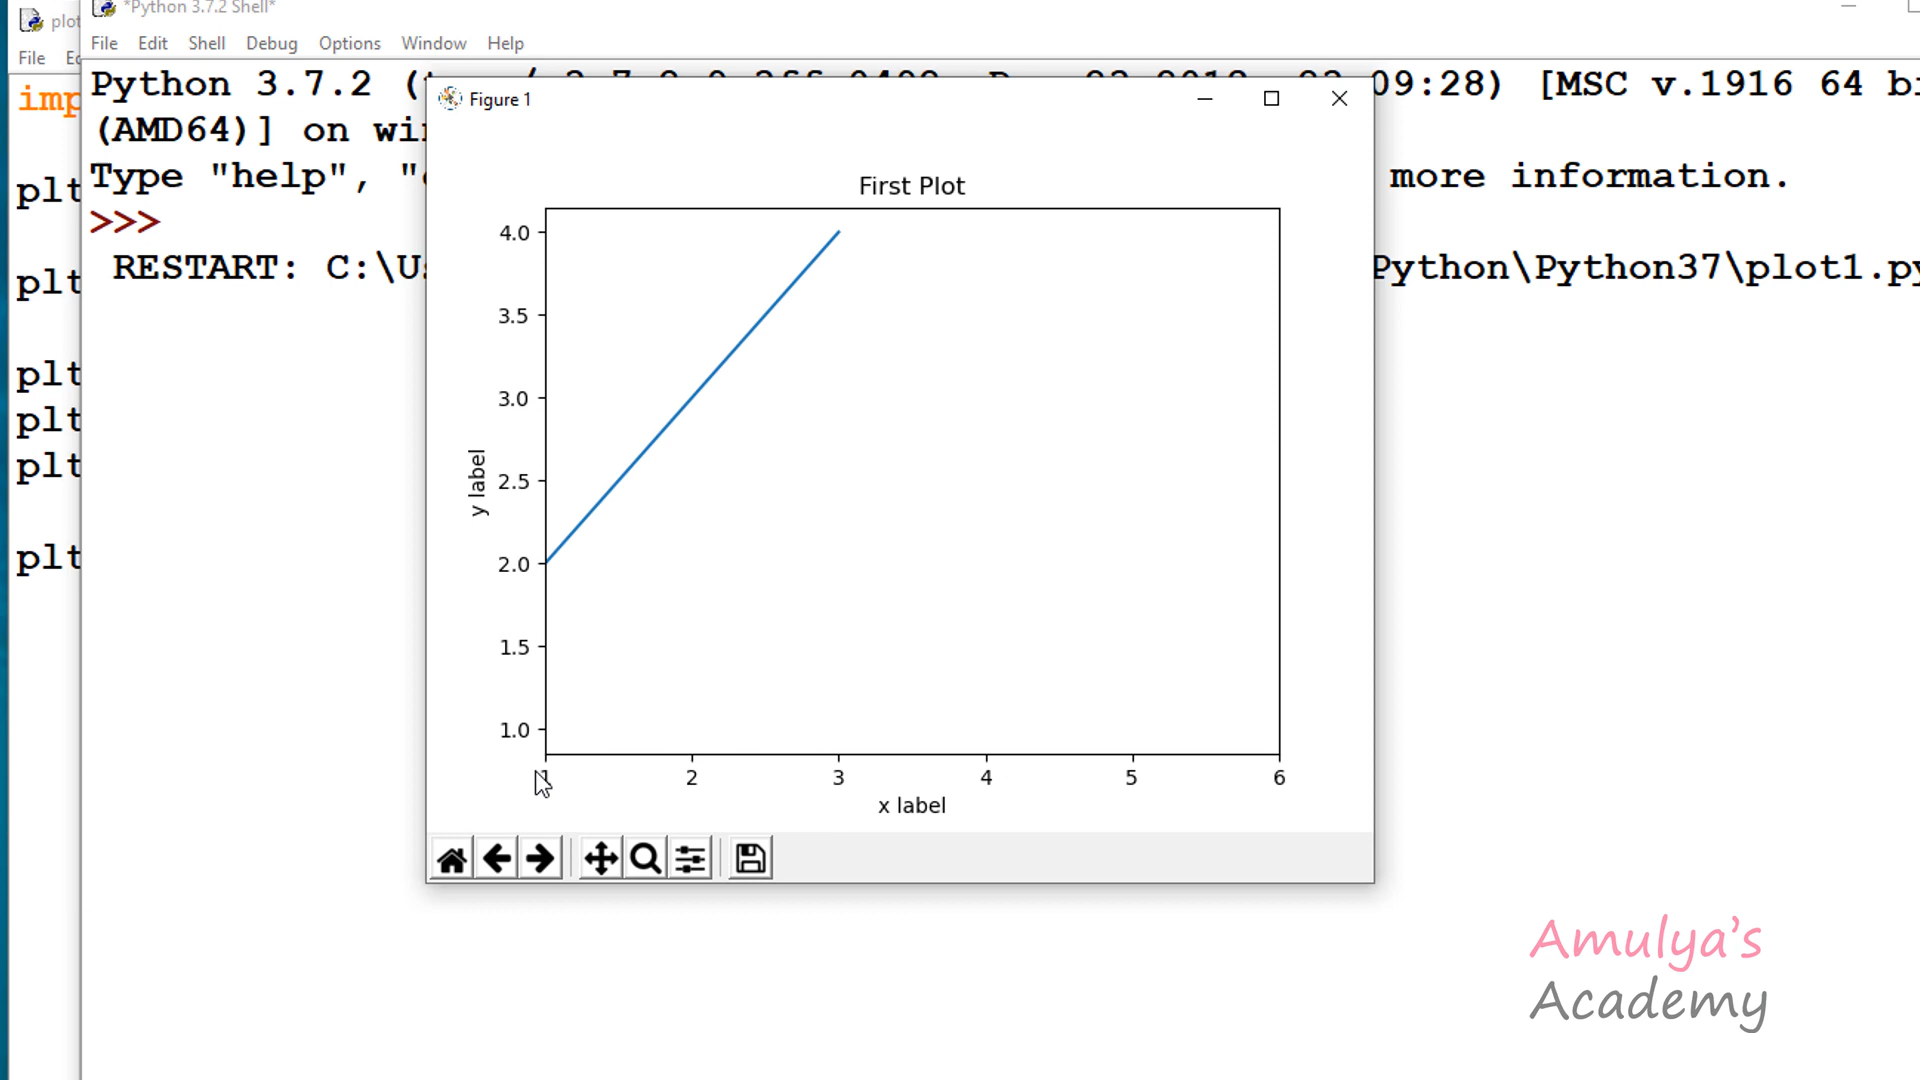 plot
File
imp
plt
plt
plt
plt
plt
plt
*Python 3.7.2 Shell*
File Edit Shell Debug Options Window Help
Python 3.7.2 ( 09:28) [MSC v.1916 64 bi
(AMD64)] on wi
Type "help", " more information.
>>>
RESTART: C:\Us Python\Python37\plot1.py
Figure 1
First Plot
4.0
3.5
3.0
2.5
2.0
1.5
1.0
y label
2 3 4 5 6
x label
Amulya's
Academy